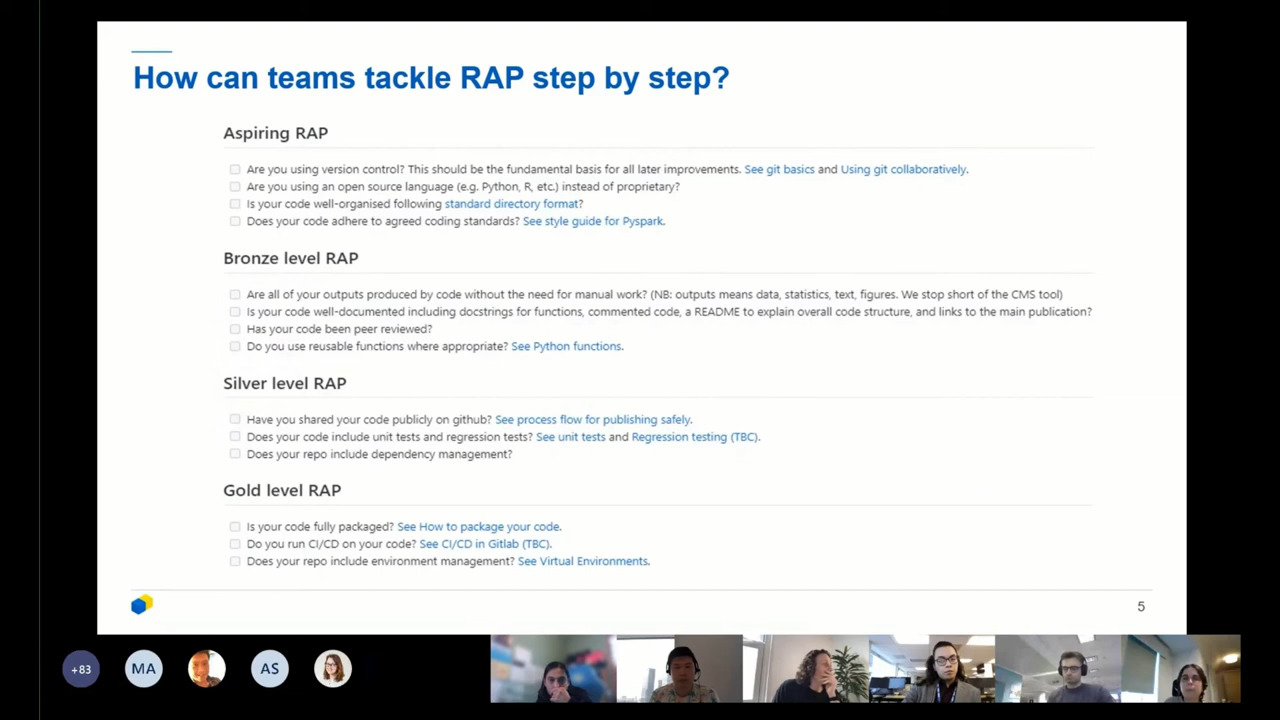 How can teams tackle RAP step by step?
Aspiring RAP
Are you using version control? This should be the fundamental basis for all later improvements. See git basics and Using git collaboratively.
Are you using an open source language (e.g. Python, R, etc.) instead of proprietary?
Is your code well-organised following standard directory format?
Does your code adhere to agreed coding standards? See style guide for Pyspark.
Bronze level RAP
Are all of your outputs produced by code without the need for manual work? (NB: outputs means data, statistics, text, figures. We stop short of the CMS tool)
Is your code well-documented including docstrings for functions, commented code, a README to explain overall code structure, and links to the main publication?
Has your code been peer reviewed?
Do you use reusable functions where appropriate? See Python functions.
Silver level RAP
Have you shared your code publicly on github? See process flow for publishing safely.
Does your code include unit tests and regression tests? See unit tests and Regression testing (TBC).
Does your repo include dependency management?
Gold level RAP
Is your code fully packaged? See How to package your code.
Do you run CI/CD on your code? See CI/CD in Gitlab (TBC).
Does your repo include environment management? See Virtual Environments.
5
+83
MA
AS